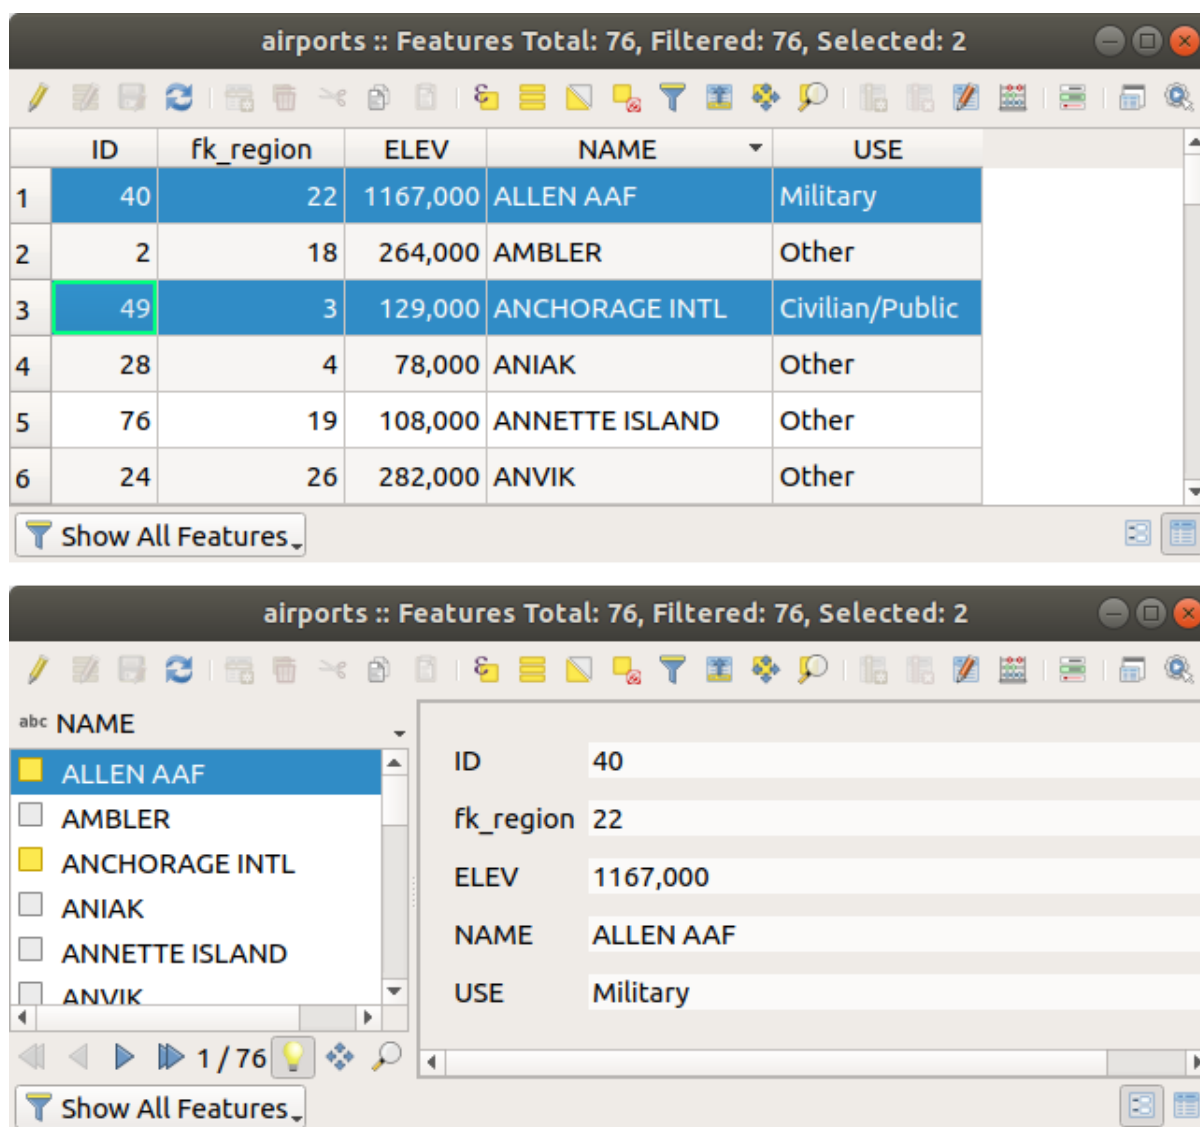 airports :: Features Total: 76, Filtered: 76, Selected: 2
ID fk_region ELEV NAME USE
1 40 22 1167,000 ALLEN AAF Military
2 2 18 264,000 AMBLER Other
3 49 3 129,000 ANCHORAGE INTL Civilian/Public
4 28 4 78,000 ANIAK Other
5 76 19 108,000 ANNETTE ISLAND Other
6 24 26 282,000 ANVIK Other
Show All Features
airports :: Features Total: 76, Filtered: 76, Selected: 2
abc NAME
ALLEN AAF
AMBLER
ANCHORAGE INTL
ANIAK
ANNETTE ISLAND
ANVIK
1 / 76
ID 40
fk_region 22
ELEV 1167,000
NAME ALLEN AAF
USE Military
Show All Features